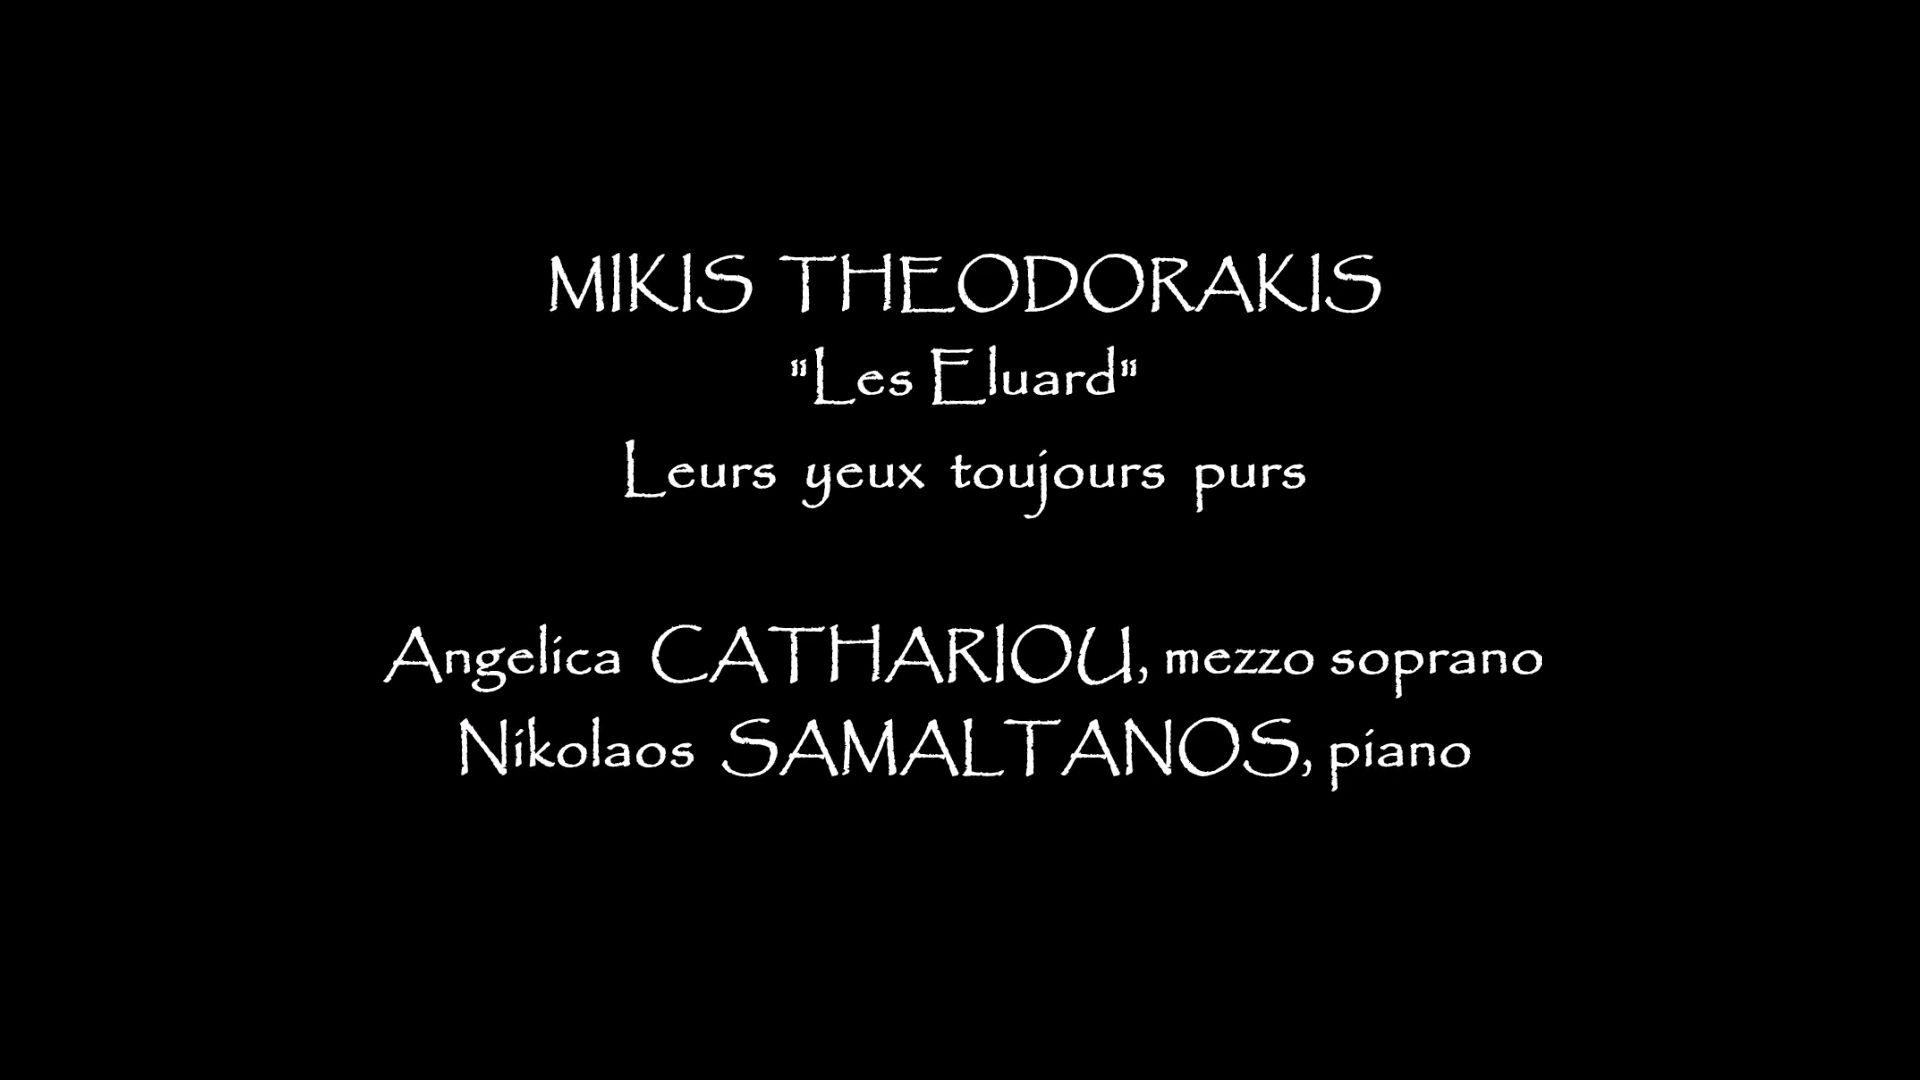 MIKIS THEODORAKIS
"Les Eluard"
Leurs yeux toujours purs
Angelica CATHARIOU, mezzo soprano
Nikolaos SAMALTANOS, piano